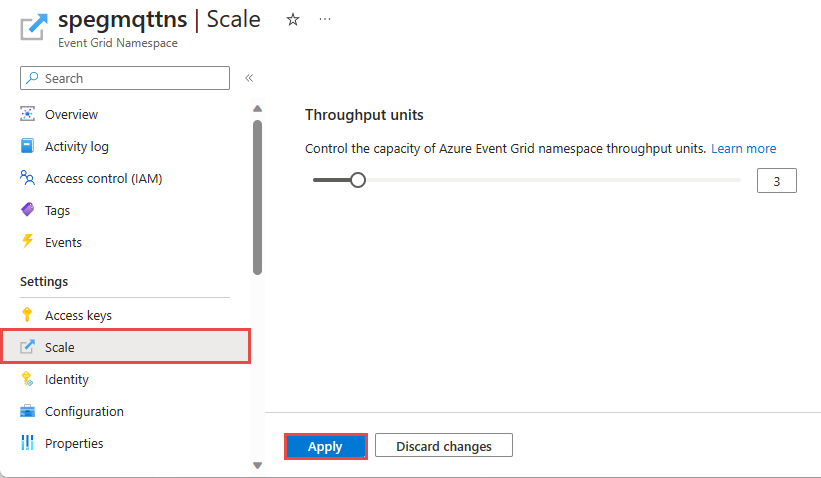 spegmqttns | Scale
Event Grid Namespace
Search
Overview
Activity log
Access control (IAM)
Tags
Events
Settings
Access keys
Scale
Identity
Configuration
Properties
Throughput units
Control the capacity of Azure Event Grid namespace throughput units. Learn more
3
Apply
Discard changes